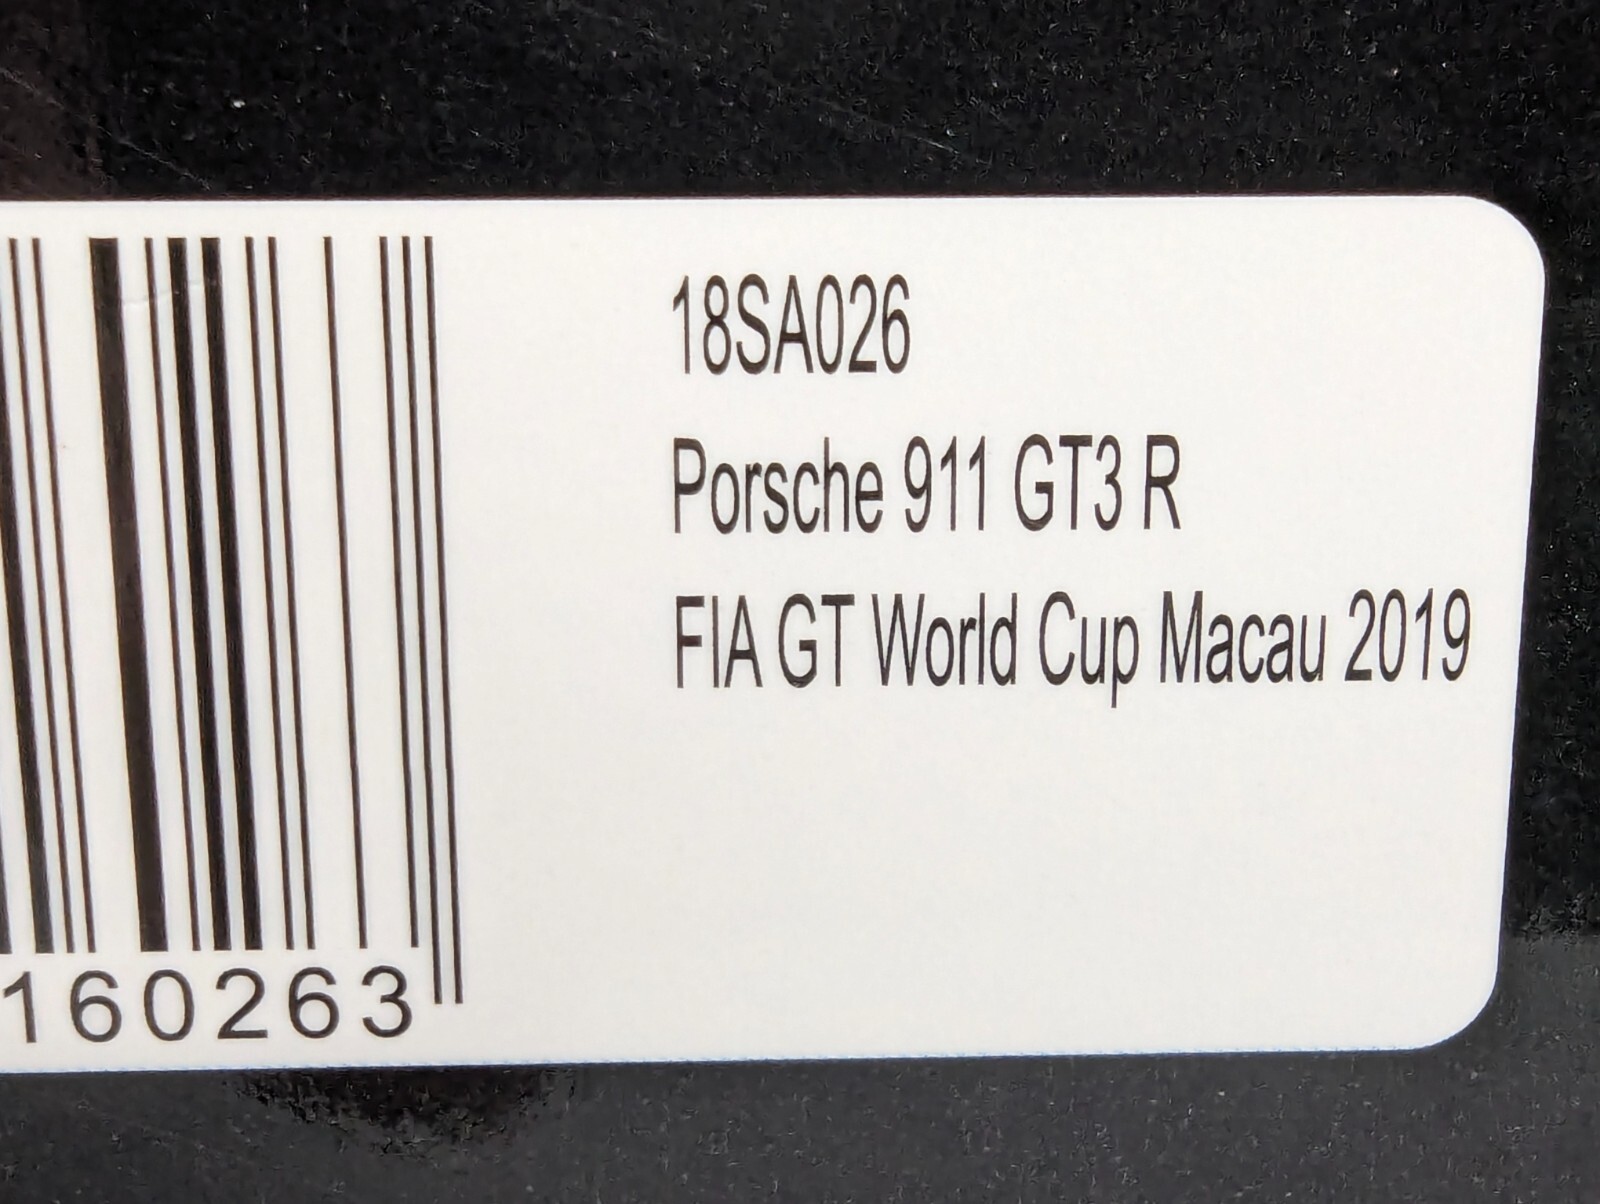 18SA026
Porsche 911 GT3 R
FIA GT World Cup Macau 2019
160263